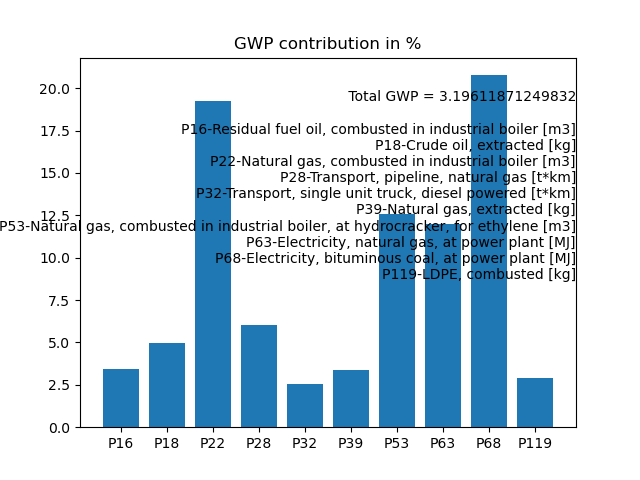 GWP contribution in %
20.0
17.5
15.0
12.5
10.0
7.5
5.0
2.5
0.0
Total GWP = 3.19611871249832
P16-Residual fuel oil, combusted in industrial boiler [m3]
P18-Crude oil, extracted [kg]
P22-Natural gas, combusted in industrial boiler [m3]
P28-Transport, pipeline, natural gas [t*km]
P32-Transport, single unit truck, diesel powered [t*km]
P39-Natural gas, extracted [kg]
P53-Natural gas, combusted in industrial boiler, at hydrocracker, for ethylene [m3]
P63-Electricity, natural gas, at power plant [MJ]
P68-Electricity, bituminous coal, at power plant [MJ]
P119-LDPE, combusted [kg]
P16 P18 P22 P28 P32 P39 P53 P63 P68 P119